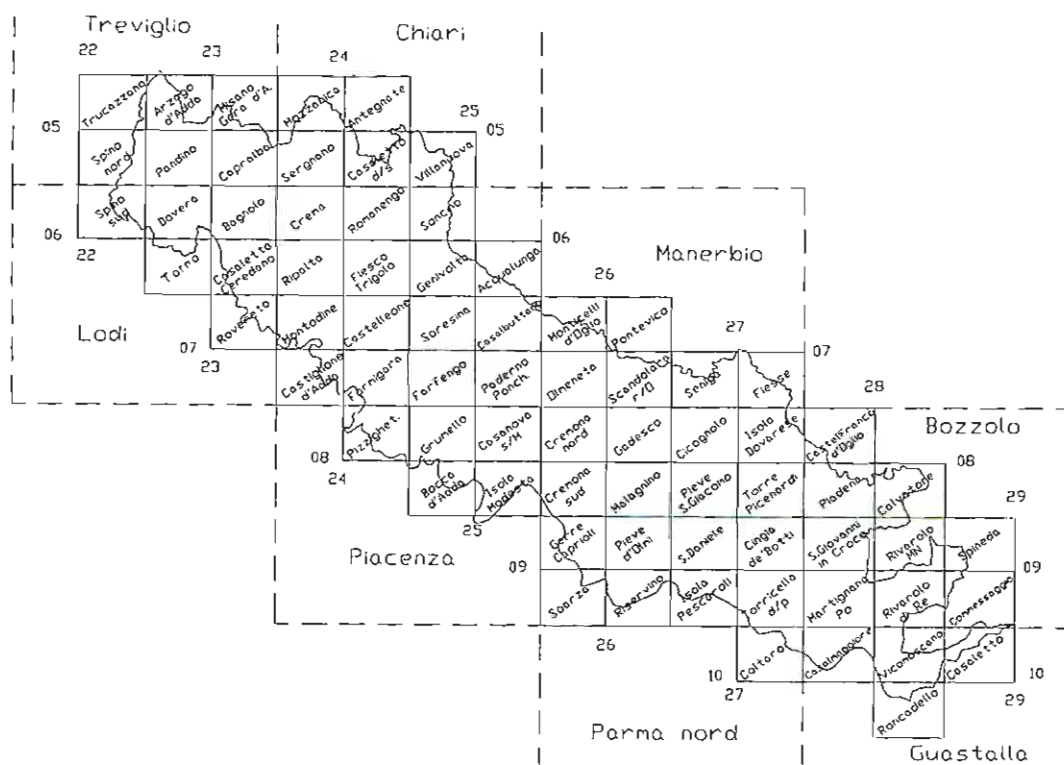 Treviglio
Chiari
22
23
24
Trucazzano
Arzago
d'Adda
Misano
Gera d'A.
Mozzanica
Antegnate
25
05
05
Spino
nord
Pandino
Capralba
Sergnano
Casaletto
d/s
Villanuova
Spino
sud
Dovera
Bagnolo
Crema
Romanengo
Soncino
06
22
06
Manerbio
Tormo
Casaletto
Ceredano
Ripalta
Fiesco
Trigolo
Genivolta
Acqualunga
26
Lodi
Rovereto
Montodine
Castelleone
Soresina
Casalbuttano
Monticelli
d'Oglio
Pontevico
27
07
23
07
Castiglione
d'Adda
Formigara
Farfengo
Paderno
Ponch.
Olmeneta
Scandolara
r/O
Seniga
Fiesse
28
Pizzighet.
Grumello
Casanova
s/M
Cremona
nord
Gadesco
Cicognolo
Isola
Dovarese
Castelfranco
d'Oglio
Bozzolo
08
24
08
Bocca
d'Adda
Isola
Cremona
sud
Malagnino
Pieve
S.Giacomo
Torre
Picenardi
Piadena
Calvatone
29
25
Piacenza
Gerre
Caprioli
Pieve
d'Olmi
S.Daniele
Cingia
de'Botti
S.Giovanni
in Croce
Rivarolo
MN
Spineda
09
09
Soarza
Riservino
Isola
Pescaroli
Torricella
d/p
Martignana
Po
Rivarolo
Re
Commessaggio
26
Coltaro
Casalmaggiore
Vicomoscano
Casaletto
10
27
10
29
Roncadello
Parma nord
Guastalla